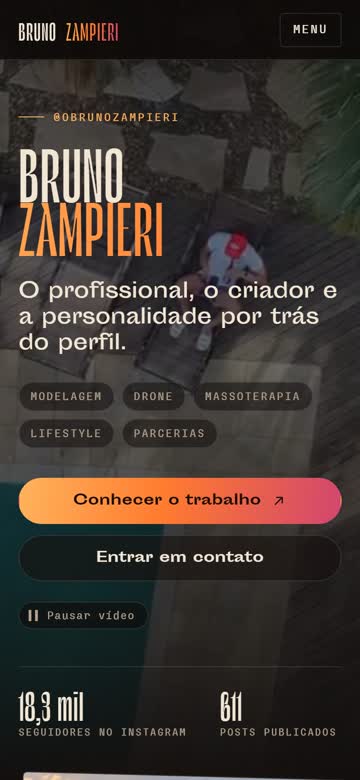 BRUNO ZAMPIERI
MENU
@OBRUNOZAMPIERI
BRUNO
ZAMPIERI
O profissional, o criador e
a personalidade por trás
do perfil.
MODELAGEM
DRONE
MASSOTERAPIA
LIFESTYLE
PARCERIAS
Conhecer o trabalho ↗
Entrar em contato
Pausar vídeo
18,3 mil
SEGUIDORES NO INSTAGRAM
611
POSTS PUBLICADOS